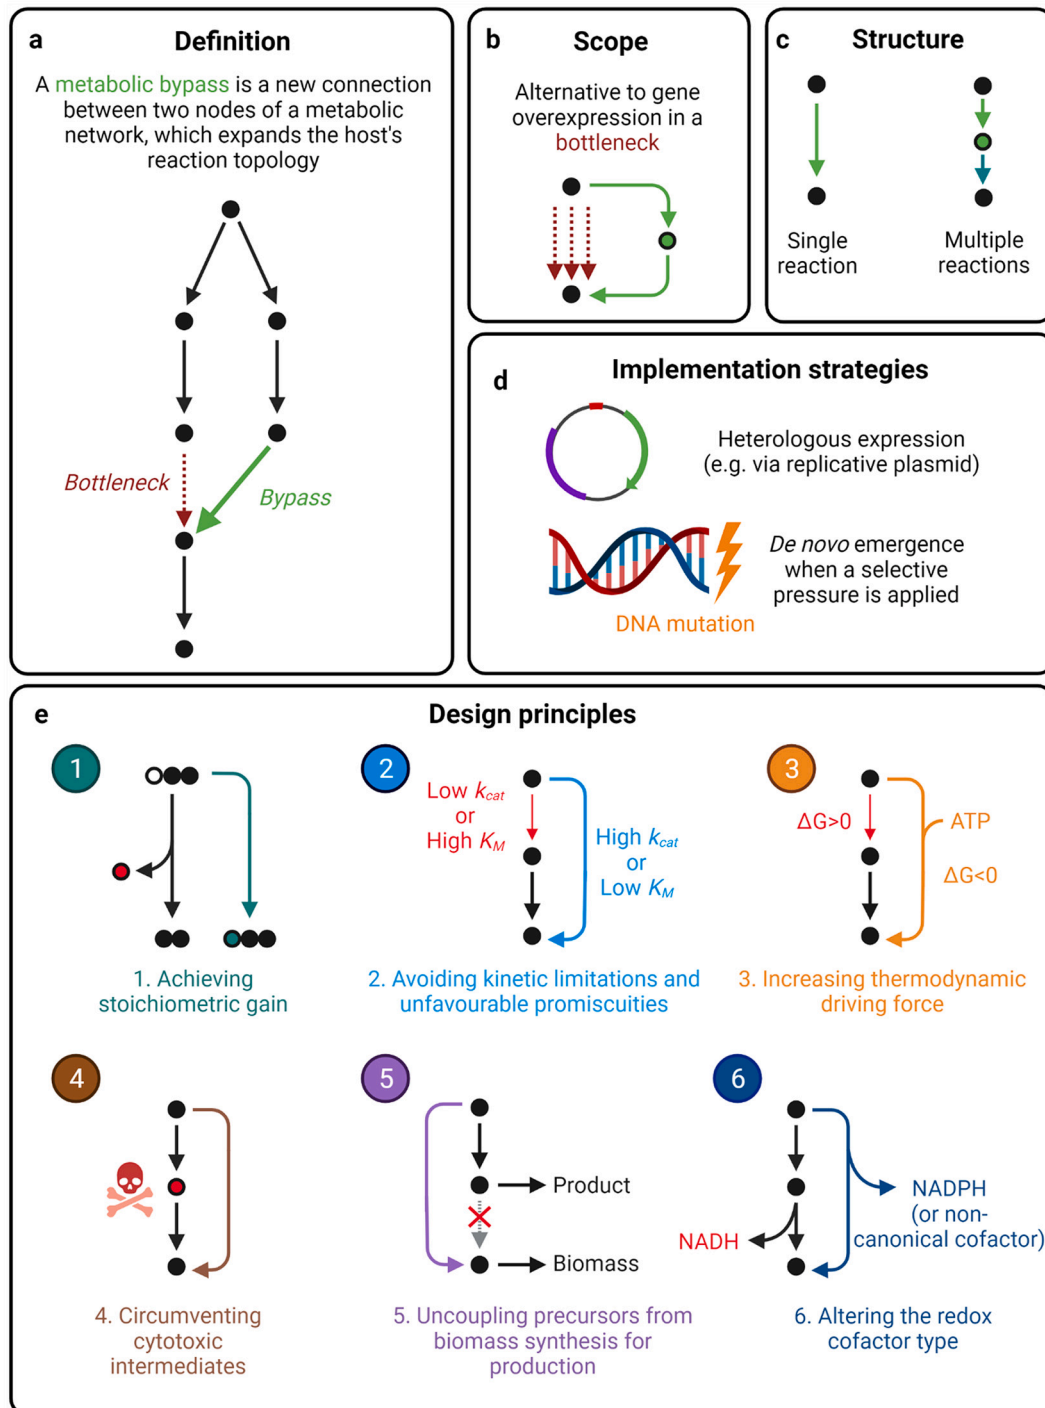 a
Definition
A metabolic bypass is a new connection
between two nodes of a metabolic
network, which expands the host's
reaction topology
Bottleneck
Bypass
b
Scope
Alternative to gene
overexpression in a
bottleneck
c
Structure
Single
reaction
Multiple
reactions
d
Implementation strategies
Heterologous expression
(e.g. via replicative plasmid)
De novo emergence
when a selective
pressure is applied
DNA mutation
e
Design principles
1
1. Achieving
stoichiometric gain
2
Low kcat
or
High KM
High kcat
or
Low KM
2. Avoiding kinetic limitations and
unfavourable promiscuities
3
ΔG>0
ATP
ΔG<0
3. Increasing thermodynamic
driving force
4
4. Circumventing
cytotoxic
intermediates
5
Product
Biomass
5. Uncoupling precursors from
biomass synthesis for
production
6
NADH
NADPH
(or non-
canonical cofactor)
6. Altering the redox
cofactor type